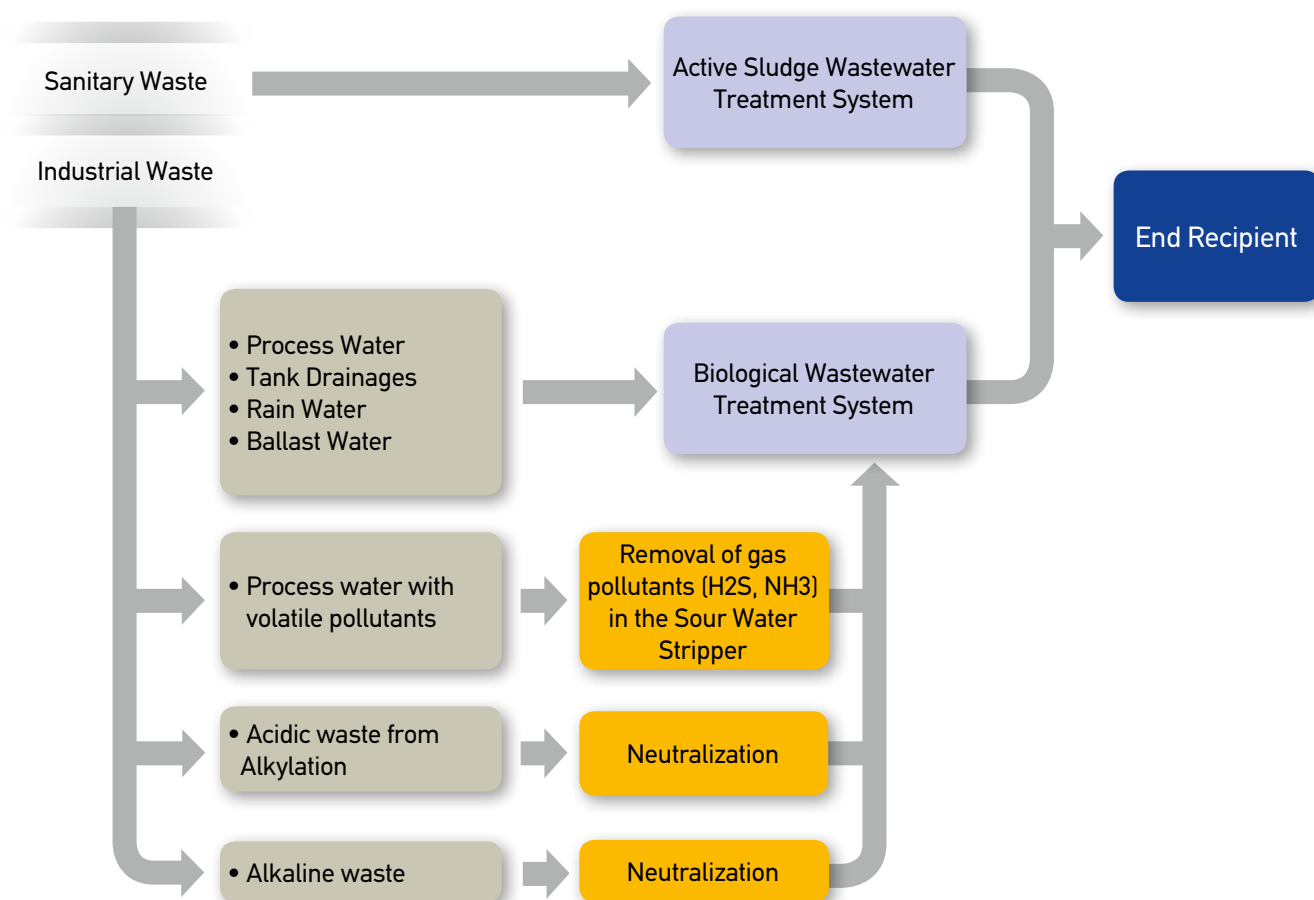 Sanitary Waste
Active Sludge Wastewater
Treatment System
Industrial Waste
End Recipient
• Process Water
• Tank Drainages
• Rain Water
• Ballast Water
Biological Wastewater
Treatment System
• Process water with
volatile pollutants
Removal of gas
pollutants (H2S, NH3)
in the Sour Water
Stripper
• Acidic waste from
Alkylation
Neutralization
• Alkaline waste
Neutralization